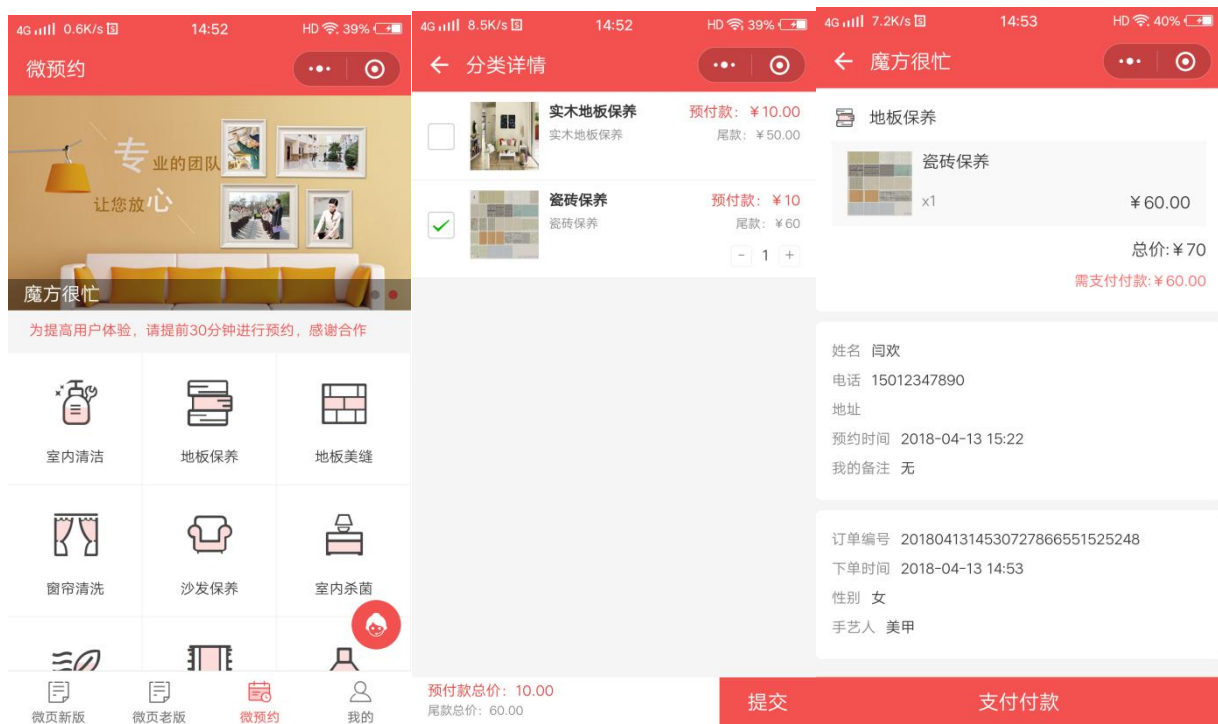 4G 0.6K/s 14:52 HD 39%
微预约
专业的团队
让您放心
魔方很忙
为提高用户体验，请提前30分钟进行预约，感谢合作
室内清洁 地板保养 地板美缝
窗帘清洗 沙发保养 室内杀菌
微页新版 微页老版 微预约 我的
4G 8.5K/s 14:52 HD 39%
分类详情
实木地板保养 预付款：￥10.00
实木地板保养 尾款：￥50.00
瓷砖保养 预付款：￥10
瓷砖保养 尾款：￥60
- 1 +
预付款总价：10.00
尾款总价：60.00
提交
4G 7.2K/s 14:53 HD 40%
魔方很忙
地板保养
瓷砖保养
x1 ￥60.00
总价:￥70
需支付付款:￥60.00
姓名 闫欢
电话 15012347890
地址
预约时间 2018-04-13 15:22
我的备注 无
订单编号 2018041314530727866551525248
下单时间 2018-04-13 14:53
性别 女
手艺人 美甲
支付付款